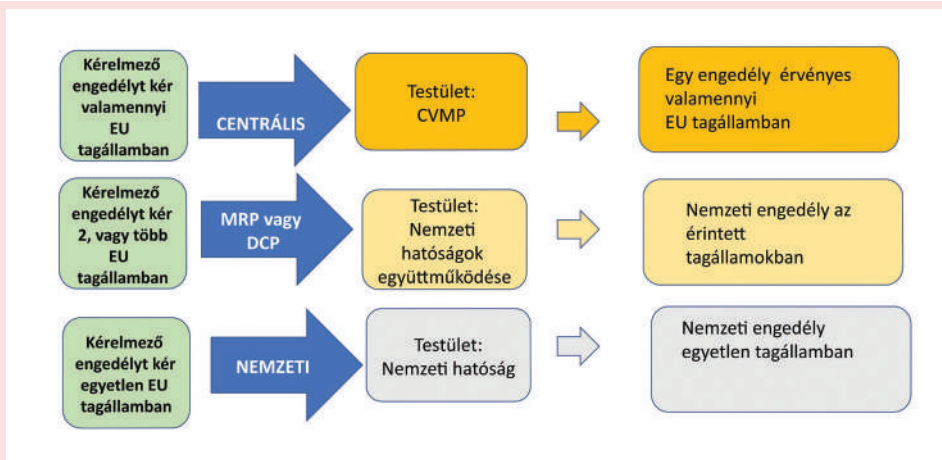 Kérelmező
engedélyt kér
valamennyi
EU
tagállamban
CENTRÁLIS
Testület:
CVMP
Egy engedély érvényes
valamennyi
EU tagállamban
Kérelmező
engedélyt kér
2, vagy több
EU
tagállamban
MRP vagy
DCP
Testület:
Nemzeti
hatóságok
együttműködése
Nemzeti engedély az
érintett
tagállamokban
Kérelmező
engedélyt kér
egyetlen EU
tagállamban
NEMZETI
Testület:
Nemzeti hatóság
Nemzeti engedély
egyetlen tagállamban